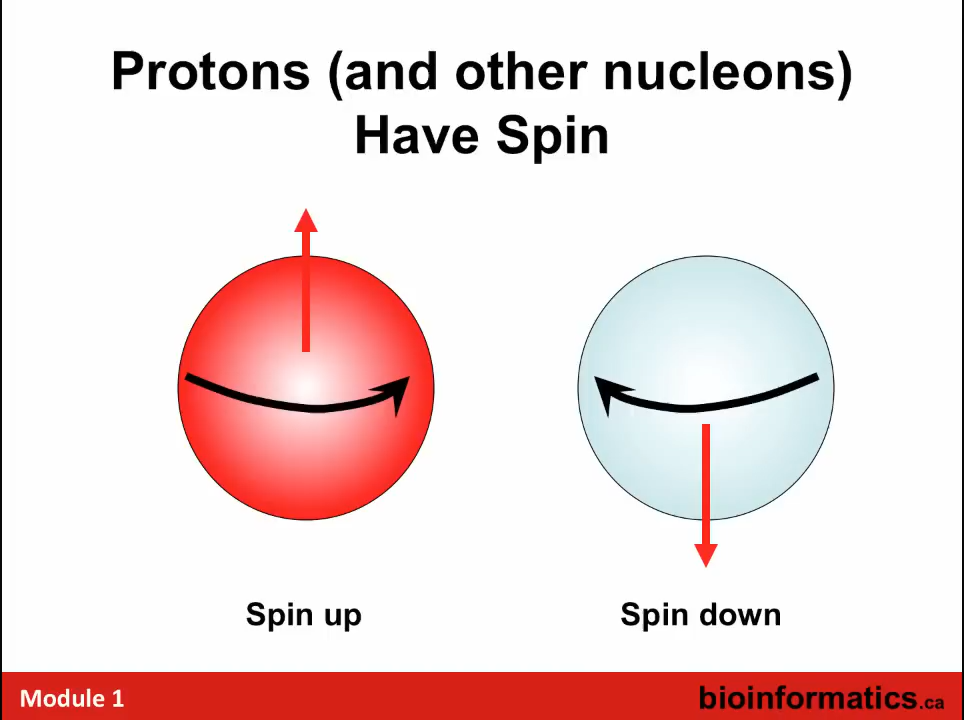 Protons (and other nucleons)
Have Spin
Spin up
Spin down
Module 1
bioinformatics.ca